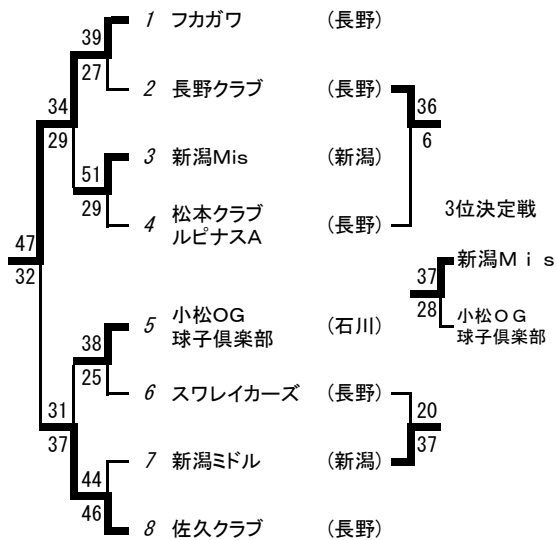 39 1 フカガワ (長野)
27
2 長野クラブ (長野) 36
34
6
29
51 3 新潟Mis (新潟)
29
4 松本クラブ
ルピナスA (長野)
3位決定戦
47
32
新潟Mis
37
28
小松OG
球子倶楽部
38 5 小松OG
球子倶楽部 (石川)
25
6 スワレイカーズ (長野) 20
31
37
37
44 7 新潟ミドル (新潟)
46
8 佐久クラブ (長野)